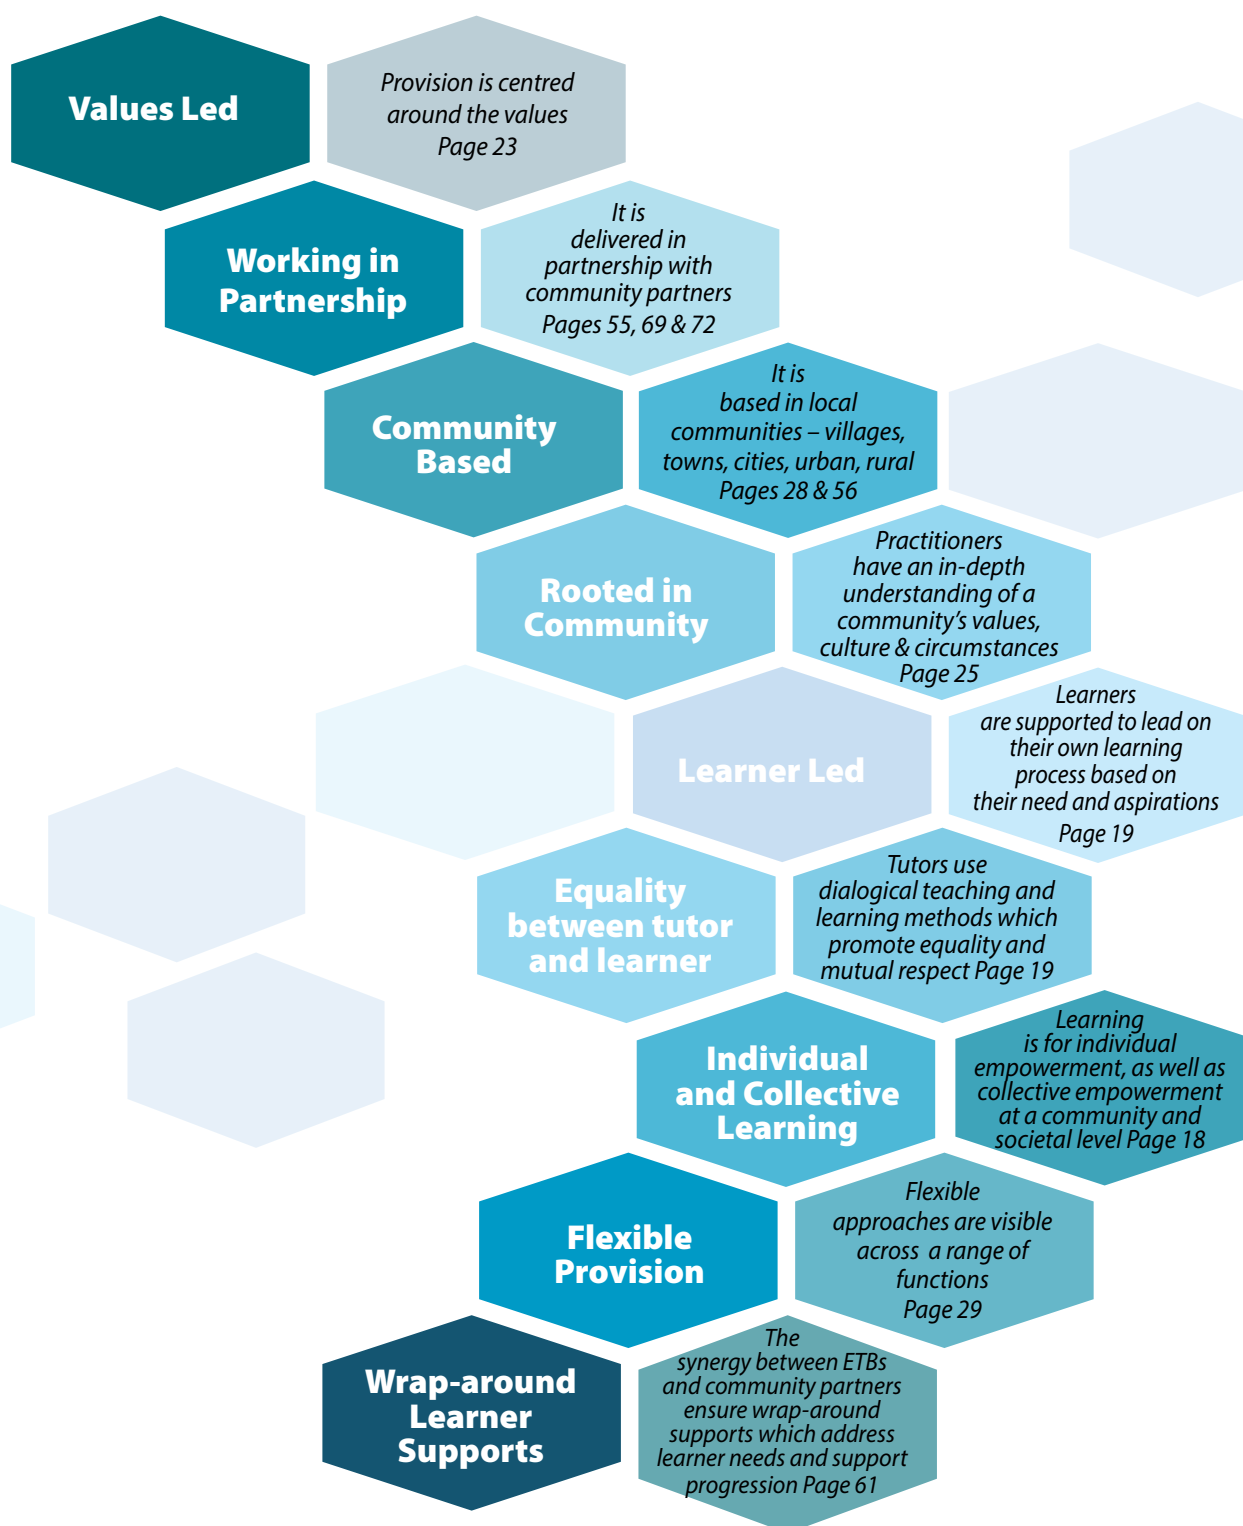 Values Led
Provision is centred
around the values
Page 23
Working in
Partnership
It is
delivered in
partnership with
community partners
Pages 55, 69 & 72
Community
Based
It is
based in local
communities – villages,
towns, cities, urban, rural
Pages 28 & 56
Rooted in
Community
Practitioners
have an in-depth
understanding of a
community’s values,
culture & circumstances
Page 25
Learner Led
Learners
are supported to lead on
their own learning
process based on
their need and aspirations
Page 19
Equality
between tutor
and learner
Tutors use
dialogical teaching and
learning methods which
promote equality and
mutual respect Page 19
Individual
and Collective
Learning
Learning
is for individual
empowerment, as well as
collective empowerment
at a community and
societal level Page 18
Flexible
Provision
Flexible
approaches are visible
across a range of
functions
Page 29
Wrap-around
Learner
Supports
The
synergy between ETBs
and community partners
ensure wrap-around
supports which address
learner needs and support
progression Page 61